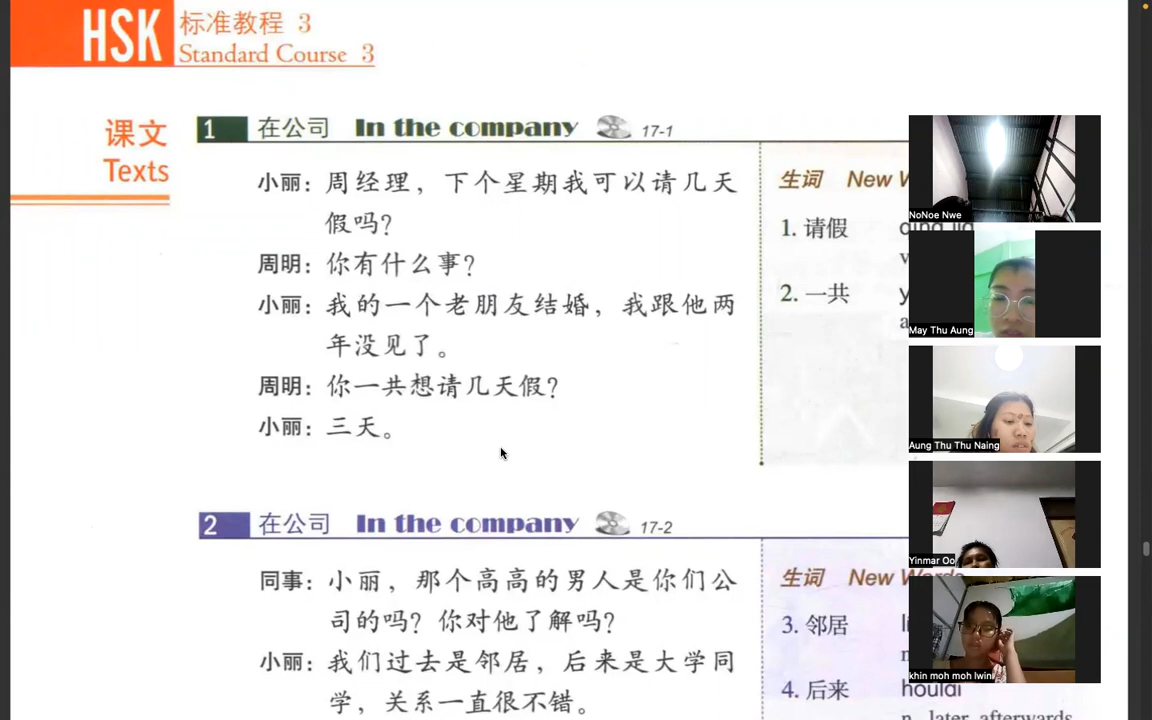 HSK 标准教程 3
Standard Course 3
课文
Texts
1 在公司 In the company 17-1
小丽：周经理，下个星期我可以请几天
假吗？
周明：你有什么事？
小丽：我的一个老朋友结婚，我跟他两
年没见了。
周明：你一共想请几天假？
小丽：三天。
生词 New W
1. 请假
2. 一共
2 在公司 In the company 17-2
同事：小丽，那个高高的男人是你们公
司的吗？你对他了解吗？
小丽：我们过去是邻居，后来是大学同
学，关系一直很不错。
生词 New Words
3. 邻居
4. 后来 hòulái
n. later, afterwards
NoNoe Nwe
May Thu Aung
Aung Thu Thu Naing
Yinmar Oo
khin moh moh lwin